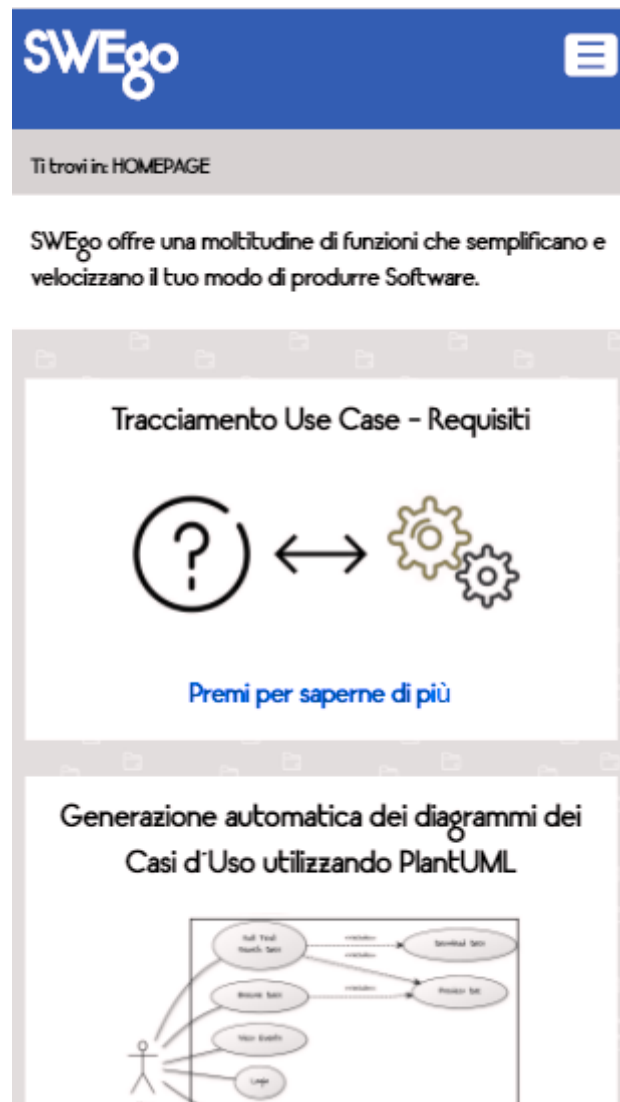 SWEgo
Ti trovi in: HOMEPAGE
SWEgo offre una moltitudine di funzioni che semplificano e
velocizzano il tuo modo di produrre Software.
Tracciamento Use Case - Requisiti
?
Premi per saperne di più
Generazione automatica dei diagrammi dei
Casi d'Uso utilizzando PlantUML
Login